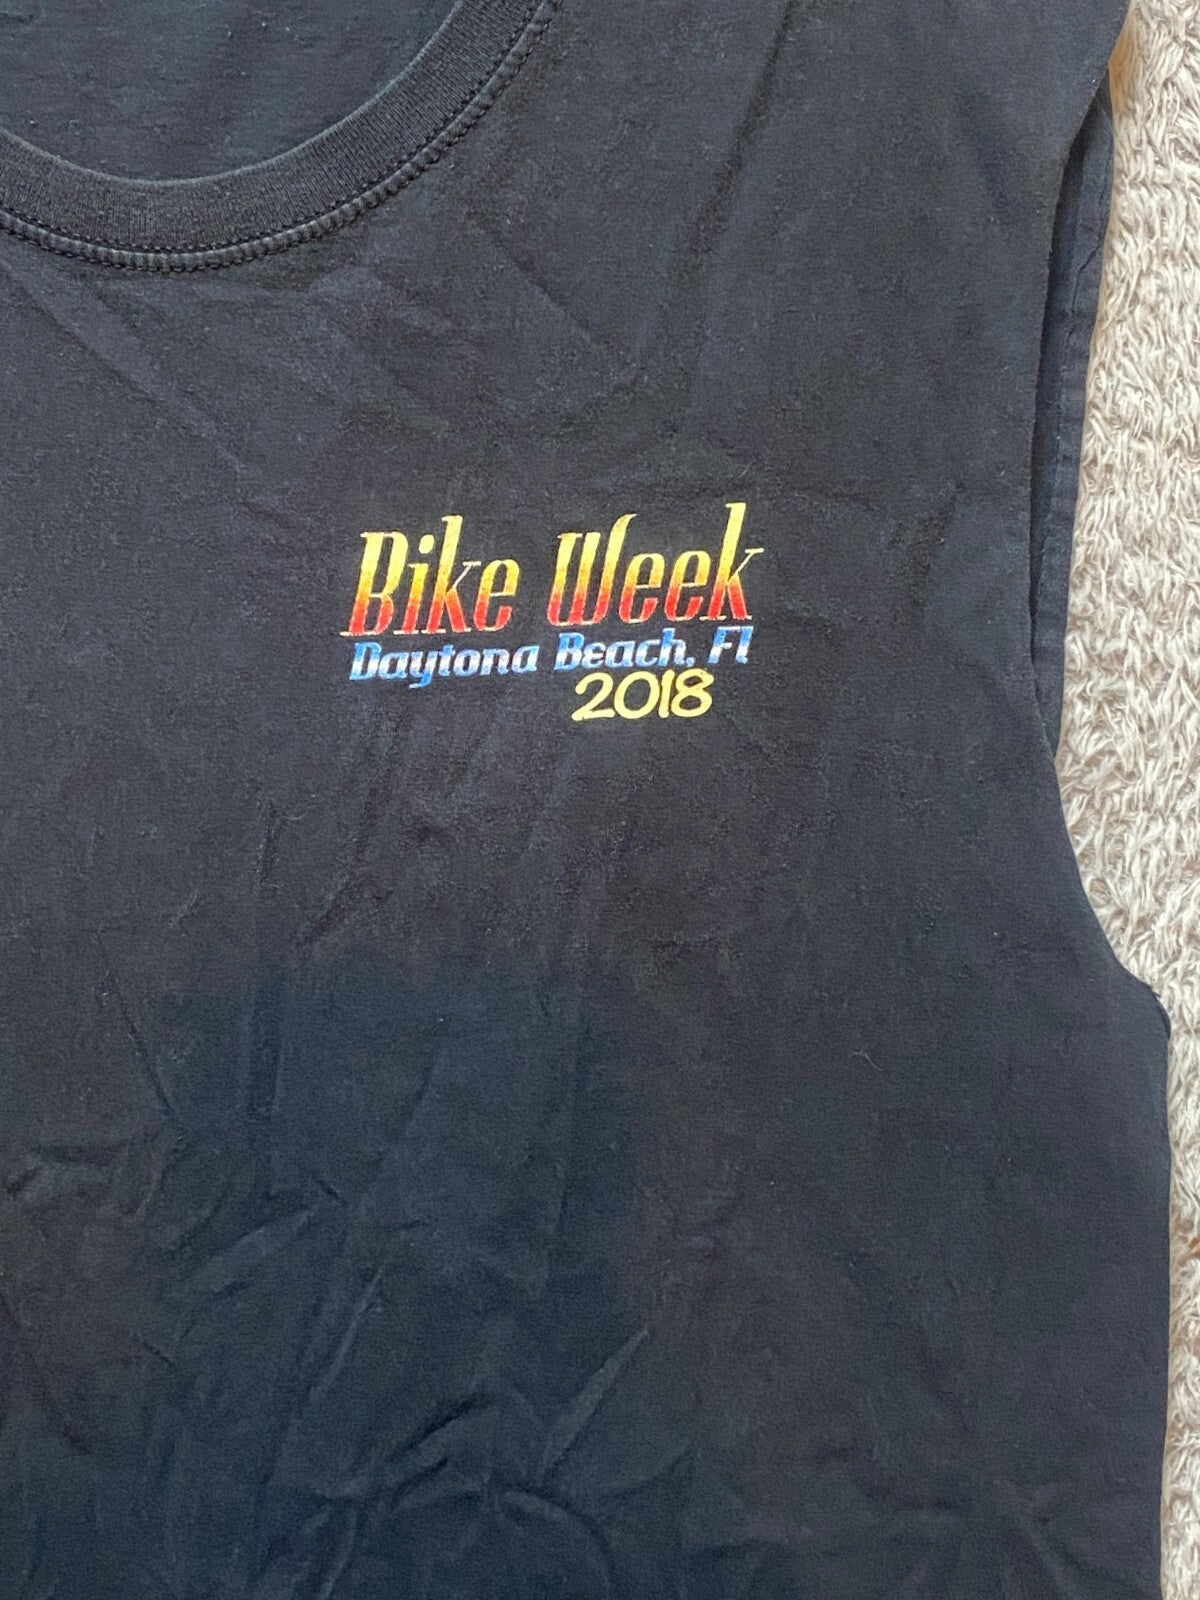 Bike Week
Daytona Beach, Fl
2018